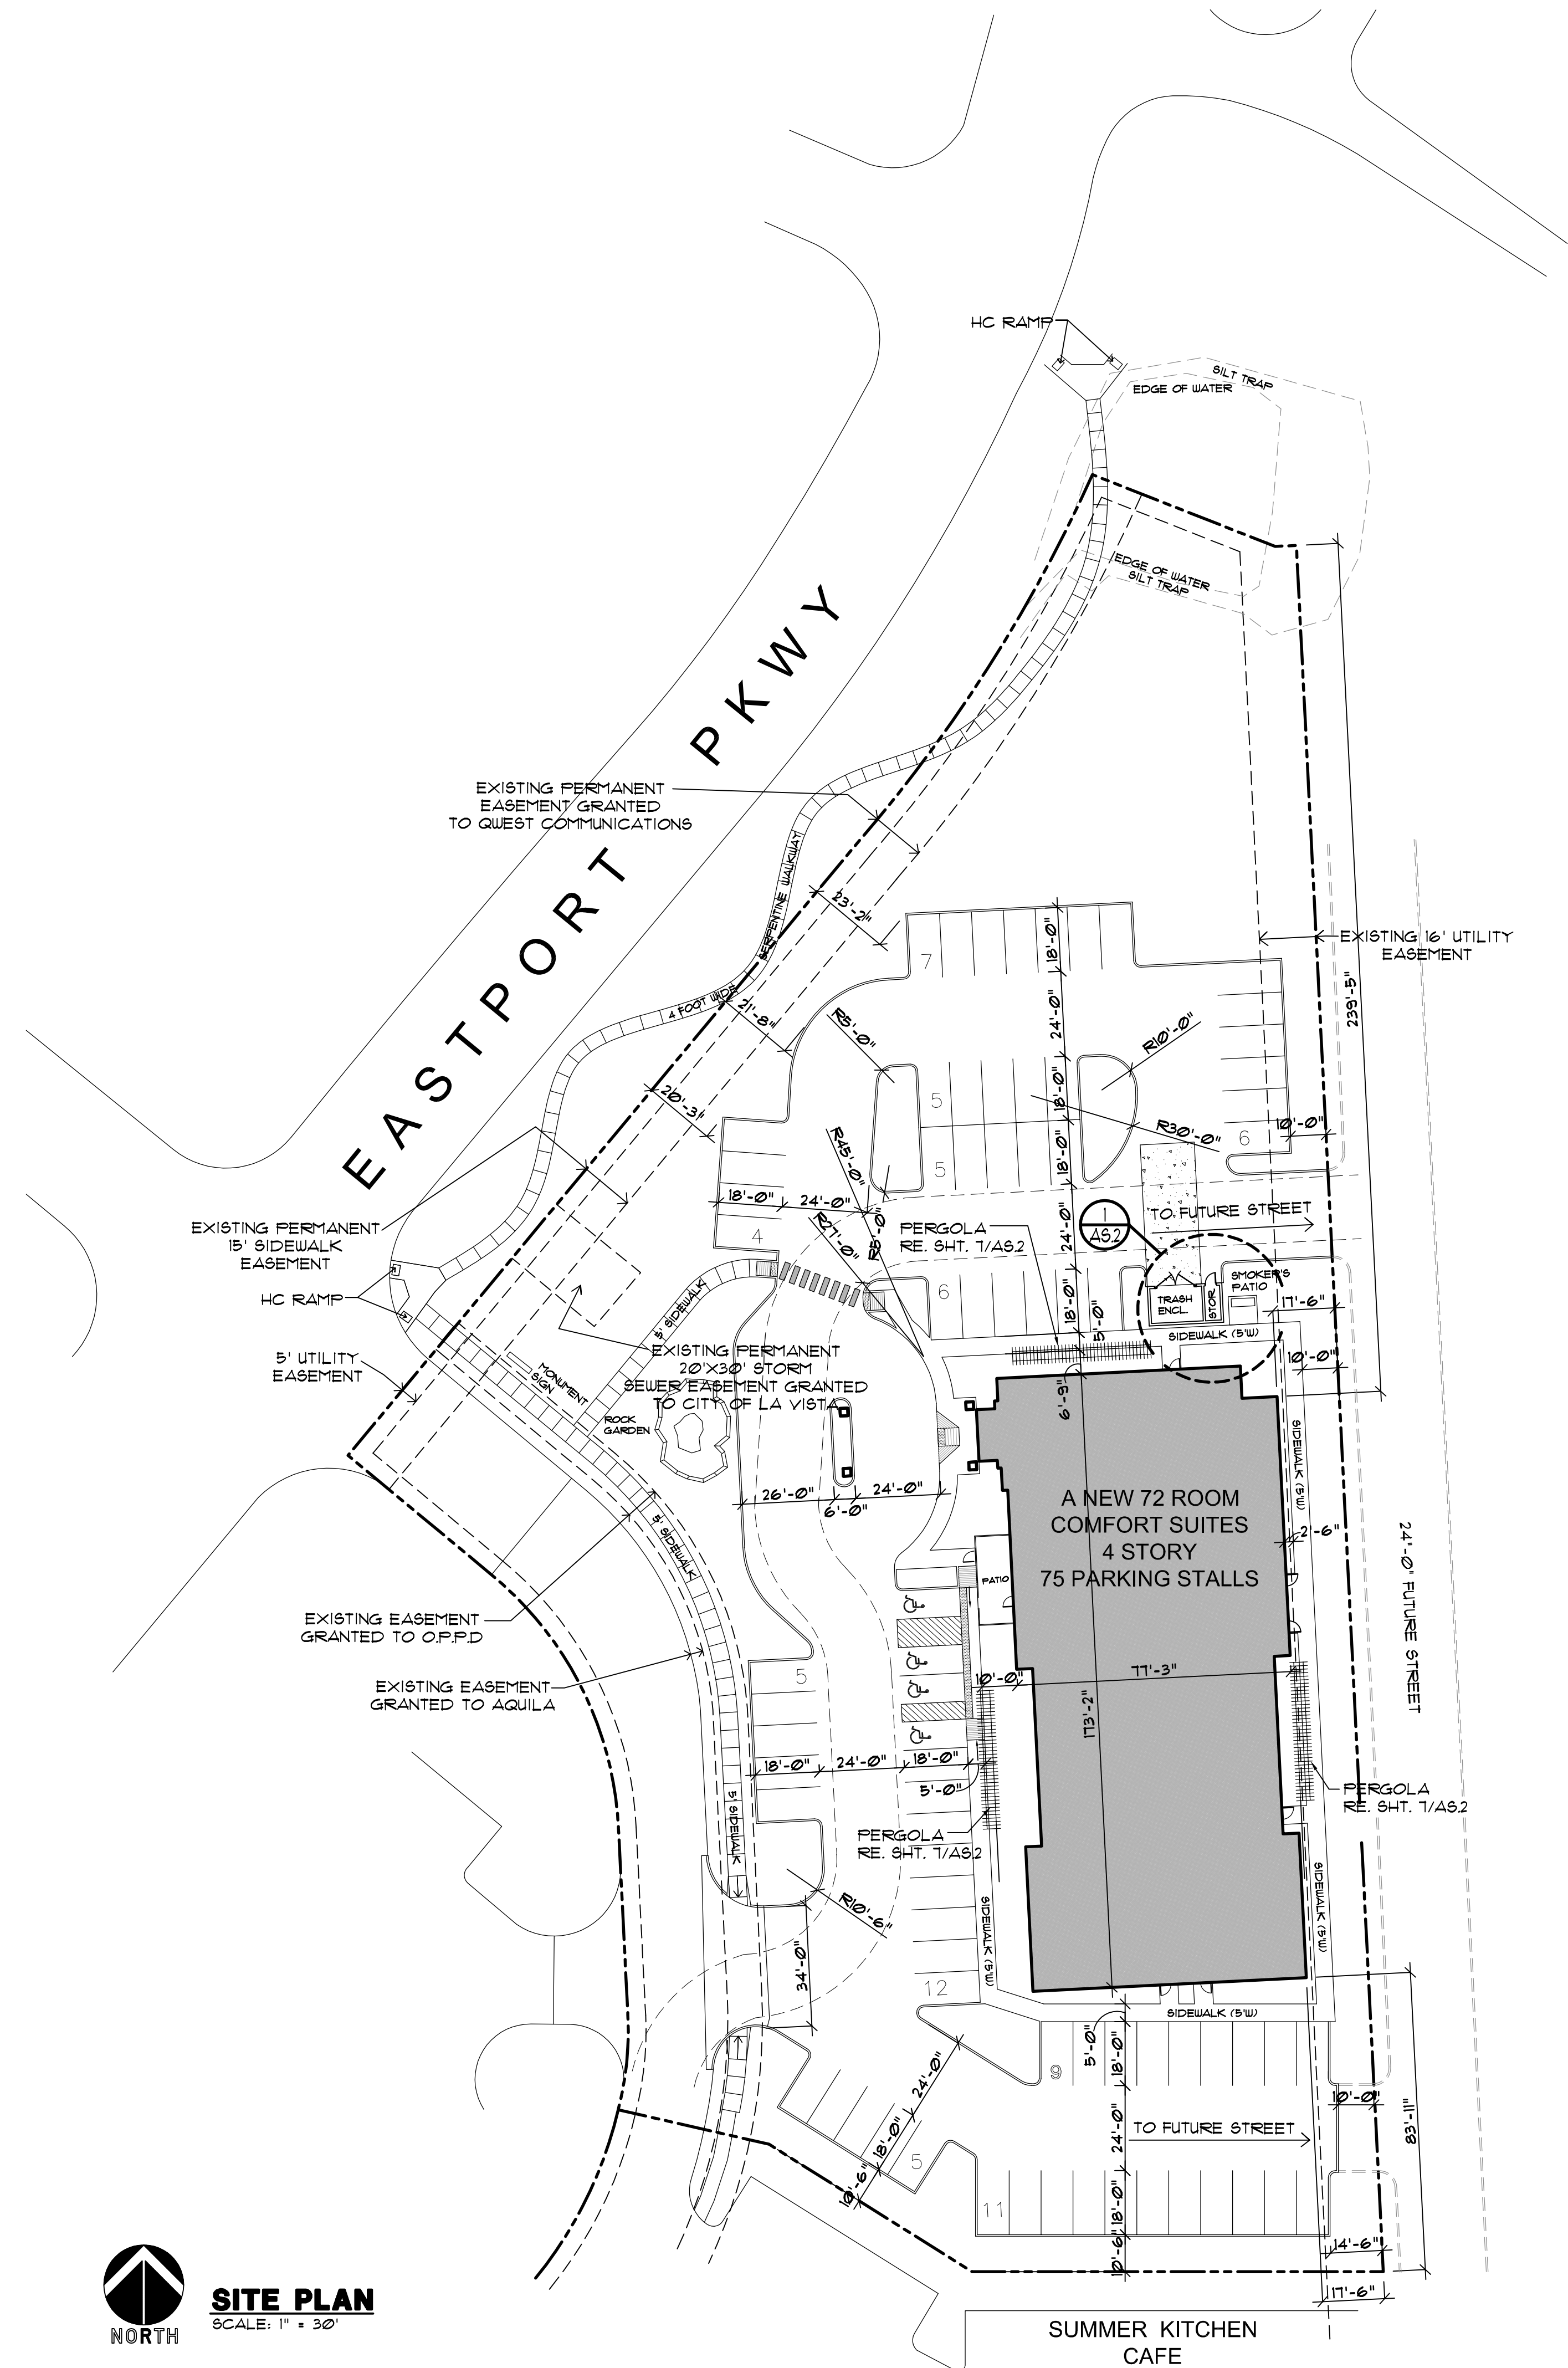 HC RAMP
SILT TRAP
EDGE OF WATER
EDGE OF WATER
SILT TRAP
EASTPORT PKWY
EXISTING PERMANENT
EASEMENT GRANTED
TO QWEST COMMUNICATIONS
SERPENTINE WALKWAY
4 FOOT WIDE
23'-2"
21'-8"
20'-3"
7
18'-0"
24'-0"
18'-0"
18'-0"
24'-0"
18'-0"
5'-0"
EXISTING 16' UTILITY
EASEMENT
239'-5"
R5'-0"
R10'-0"
5
R30'-0"
6
10'-0"
5
R45'-0"
18'-0"
24'-0"
R27'-0"
R5'-0"
4
EXISTING PERMANENT
15' SIDEWALK
EASEMENT
HC RAMP
PERGOLA
RE. SHT. 7/AS.2
1
AS.2
TO FUTURE STREET
6
TRASH
ENCL.
STOR.
SMOKER'S
PATIO
17'-6"
SIDEWALK (5'W)
10'-0"
5' UTILITY
EASEMENT
MONUMENT
SIGN
5' SIDEWALK
EXISTING PERMANENT
20'X30' STORM
SEWER EASEMENT GRANTED
TO CITY OF LA VISTA
ROCK
GARDEN
6'-9"
26'-0"
6'-0"
24'-0"
A NEW 72 ROOM
COMFORT SUITES
4 STORY
75 PARKING STALLS
SIDEWALK (5'W)
2'-6"
24'-0" FUTURE STREET
5' SIDEWALK
PATIO
EXISTING EASEMENT
GRANTED TO O.P.P.D
EXISTING EASEMENT
GRANTED TO AQUILA
5
10'-0"
77'-3"
173'-2"
18'-0"
24'-0"
18'-0"
5'-0"
PERGOLA
RE. SHT. 7/AS.2
PERGOLA
RE. SHT. 7/AS.2
5' SIDEWALK
R10'-6"
34'-0"
SIDEWALK (5'W)
SIDEWALK (5'W)
12
SIDEWALK (5'W)
5'-0"
9
18'-0"
24'-0"
18'-0"
10'-6"
24'-0"
18'-0"
10'-6"
5
TO FUTURE STREET
10'-0"
83'-11"
11
14'-6"
17'-6"
NORTH
SITE PLAN
SCALE: 1" = 30'
SUMMER KITCHEN
CAFE